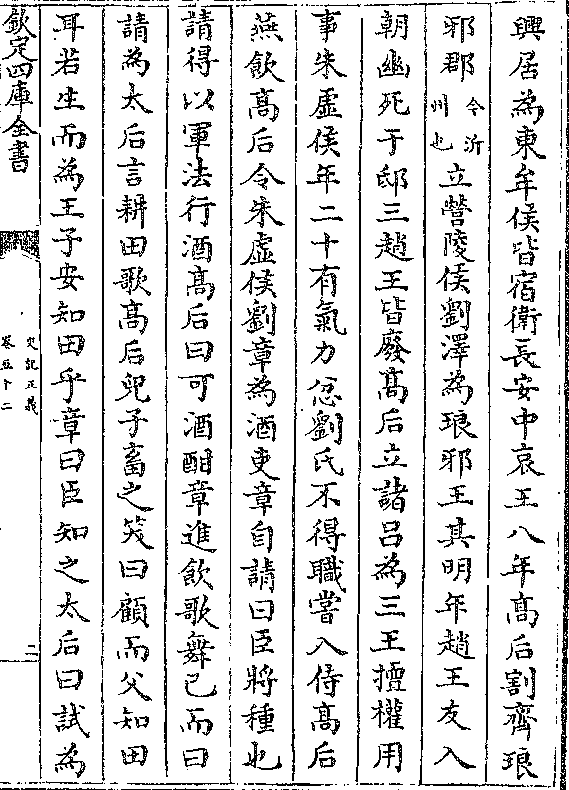 興居為東牟侯皆宿衛長安中哀王八年髙后割齊琅
邪郡今沂州也立營陵侯劉澤為琅邪王其明年趙王友入
朝幽死于邸三趙王皆廢髙后立諸吕為三王擅權用
事朱虛侯年二十有氣力忿劉氏不得職嘗入侍髙后
燕飲髙后令朱虛侯劉章為酒吏章自請曰臣將種也
請得以軍法行酒髙后曰可酒酣章進飲歌舞已而曰
請為太后言耕田歌髙后兒子畜之笑曰顧而父知田
耳若生而為王子安知田乎章曰臣知之太后曰試為
欽定四庫全書
史記正義
卷五十二
二